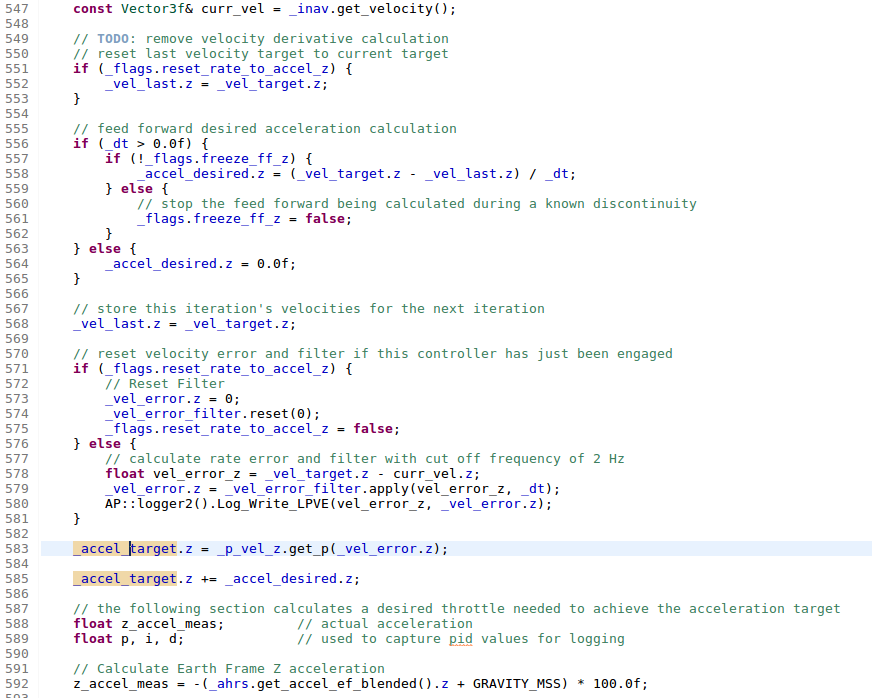 547 const Vector3f& curr_vel = _inav.get_velocity();
548
549 // TODO: remove velocity derivative calculation
550 // reset last velocity target to current target
551 if (_flags.reset_rate_to_accel_z) {
552 _vel_last.z = _vel_target.z;
553 }
554
555 // feed forward desired acceleration calculation
556 if (_dt > 0.0f) {
557 if (!_flags.freeze_ff_z) {
558 _accel_desired.z = (_vel_target.z - _vel_last.z) / _dt;
559 } else {
560 // stop the feed forward being calculated during a known discontinuity
561 _flags.freeze_ff_z = false;
562 }
563 } else {
564 _accel_desired.z = 0.0f;
565 }
566
567 // store this iteration's velocities for the next iteration
568 _vel_last.z = _vel_target.z;
569
570 // reset velocity error and filter if this controller has just been engaged
571 if (_flags.reset_rate_to_accel_z) {
572 // Reset Filter
573 _vel_error.z = 0;
574 _vel_error_filter.reset(0);
575 _flags.reset_rate_to_accel_z = false;
576 } else {
577 // calculate rate error and filter with cut off frequency of 2 Hz
578 float vel_error_z = _vel_target.z - curr_vel.z;
579 _vel_error.z = _vel_error_filter.apply(vel_error_z, _dt);
580 AP::logger2().Log_Write_LPVE(vel_error_z, _vel_error.z);
581 }
582
583 _accel_target.z = _p_vel_z.get_p(_vel_error.z);
584
585 _accel_target.z += _accel_desired.z;
586
587 // the following section calculates a desired throttle needed to achieve the acceleration target
588 float z_accel_meas; // actual acceleration
589 float p, i, d; // used to capture pid values for logging
590
591 // Calculate Earth Frame Z acceleration
592 z_accel_meas = -(_ahrs.get_accel_ef_blended().z + GRAVITY_MSS) * 100.0f;
593